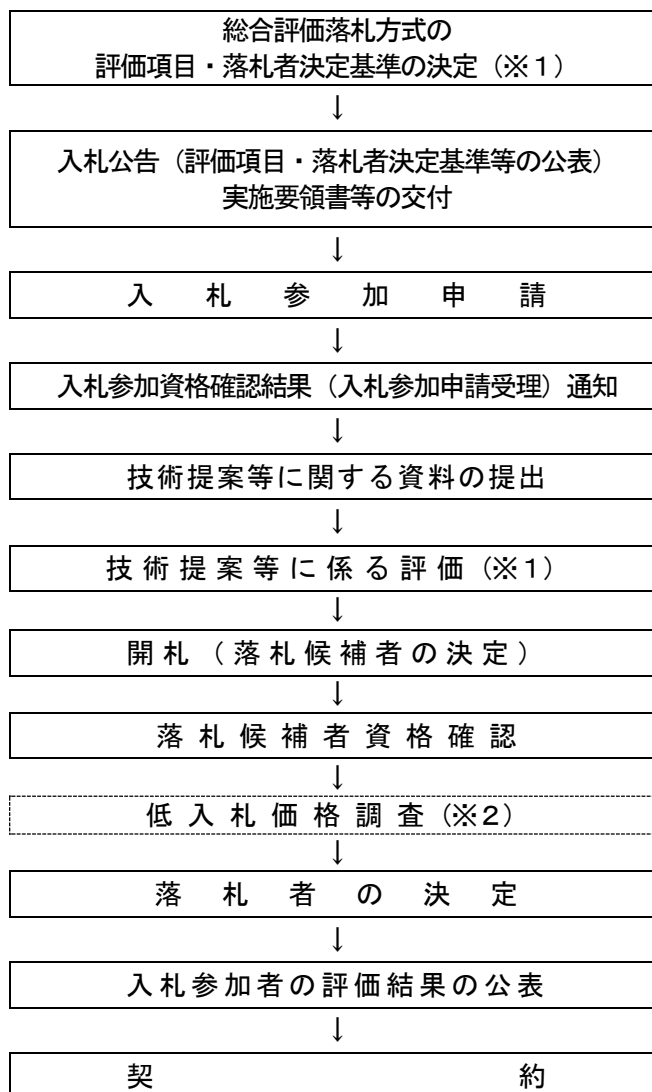 総合評価落札方式の
評価項目・落札者決定基準の決定（※１）
↓
入札公告（評価項目・落札者決定基準等の公表）
実施要領書等の交付
↓
入札参加申請
↓
入札参加資格確認結果（入札参加申請受理）通知
↓
技術提案等に関する資料の提出
↓
技術提案等に係る評価（※１）
↓
開札（落札候補者の決定）
↓
落札候補者資格確認
↓
低入札価格調査（※２）
↓
落札者の決定
↓
入札参加者の評価結果の公表
↓
契約